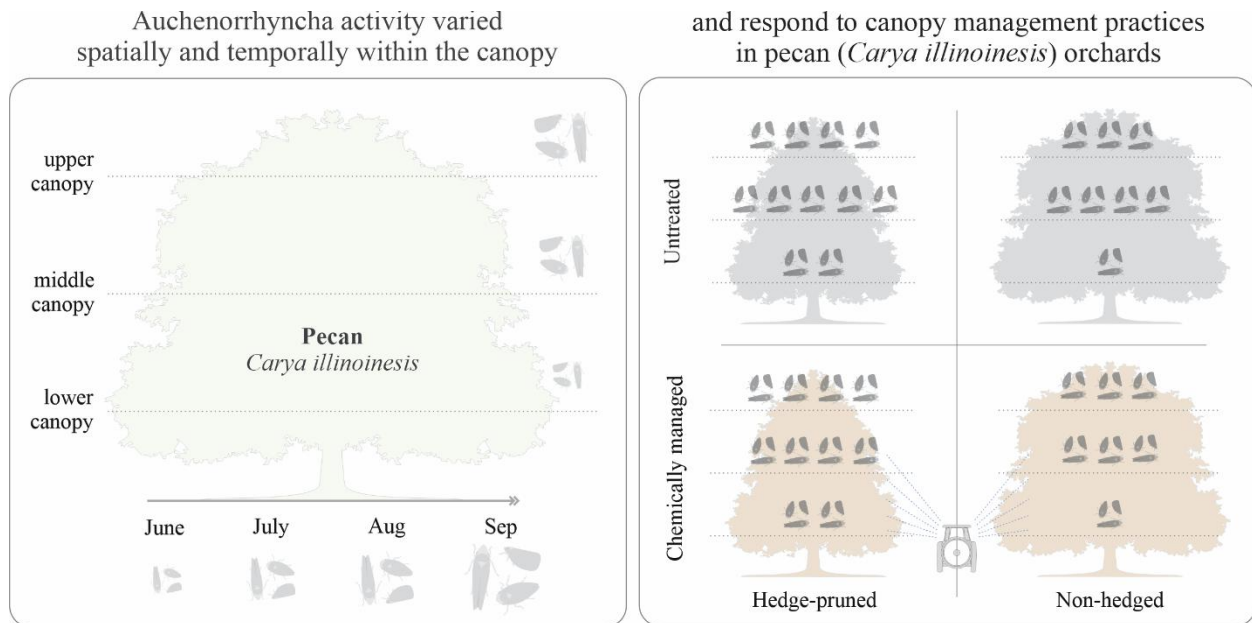 Auchenorrhyncha activity varied
spatially and temporally within the canopy
upper
canopy
middle
canopy
Pecan
Carya illinoinesis
lower
canopy
June July Aug Sep
and respond to canopy management practices
in pecan (Carya illinoinesis) orchards
Untreated
Chemically managed
Hedge-pruned Non-hedged